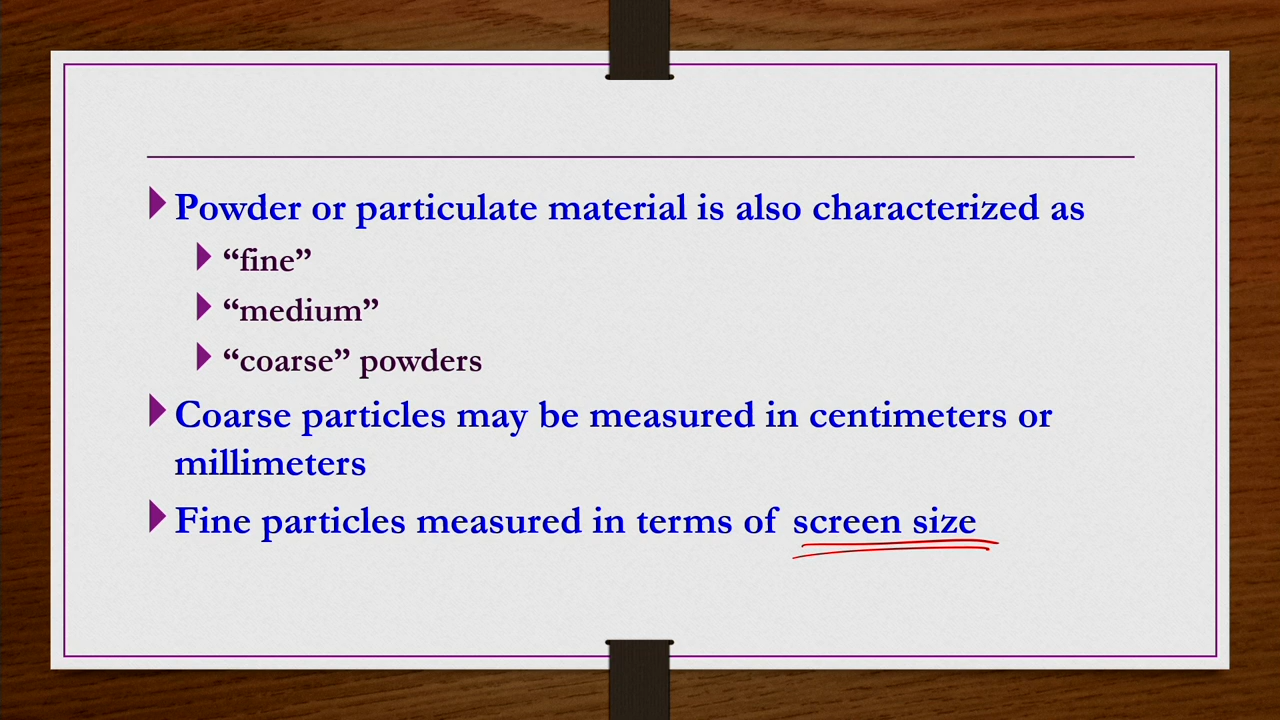 Powder or particulate material is also characterized as
“fine”
“medium”
“coarse” powders
Coarse particles may be measured in centimeters or
millimeters
Fine particles measured in terms of screen size